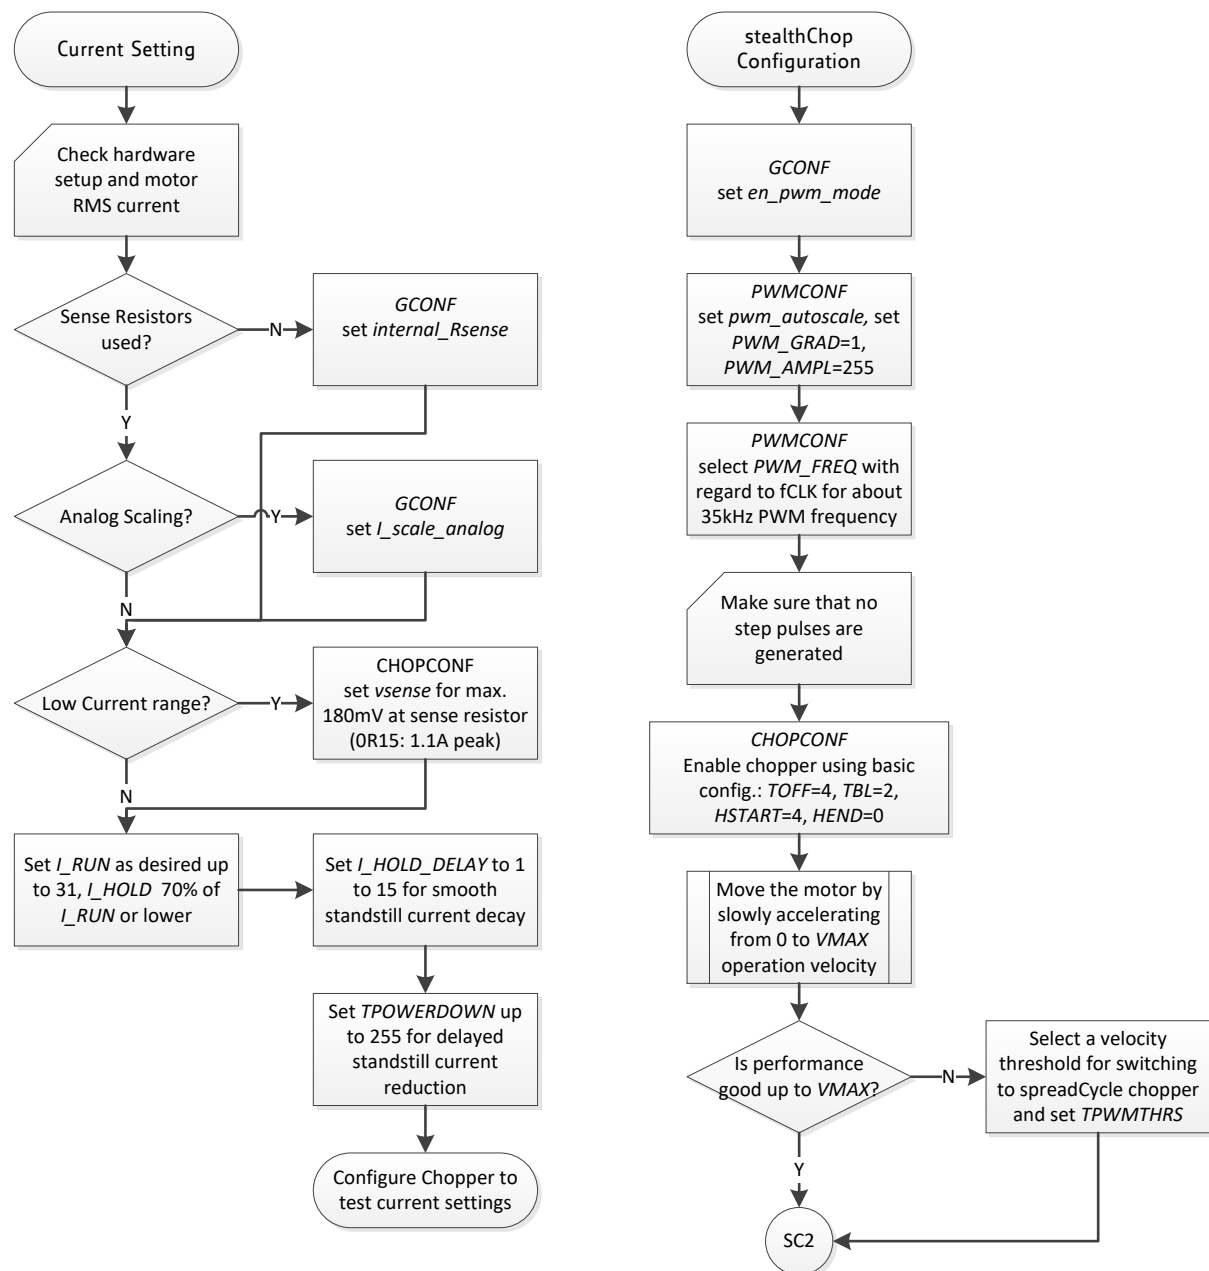 Current Setting
Check hardware
setup and motor
RMS current
Sense Resistors
used?
N
GCONF
set internal_Rsense
Y
Analog Scaling?
Y
GCONF
set I_scale_analog
N
Low Current range?
Y
CHOPCONF
set vsense for max.
180mV at sense resistor
(0R15: 1.1A peak)
N
Set I_RUN as desired up
to 31, I_HOLD 70% of
I_RUN or lower
Set I_HOLD_DELAY to 1
to 15 for smooth
standstill current decay
Set TPOWERDOWN up
to 255 for delayed
standstill current
reduction
Configure Chopper to
test current settings
stealthChop
Configuration
GCONF
set en_pwm_mode
PWMCONF
set pwm_autoscale, set
PWM_GRAD=1,
PWM_AMPL=255
PWMCONF
select PWM_FREQ with
regard to fCLK for about
35kHz PWM frequency
Make sure that no
step pulses are
generated
CHOPCONF
Enable chopper using basic
config.: TOFF=4, TBL=2,
HSTART=4, HEND=0
Move the motor by
slowly accelerating
from 0 to VMAX
operation velocity
Is performance
good up to VMAX?
N
Select a velocity
threshold for switching
to spreadCycle chopper
and set TPWMTHRS
Y
SC2